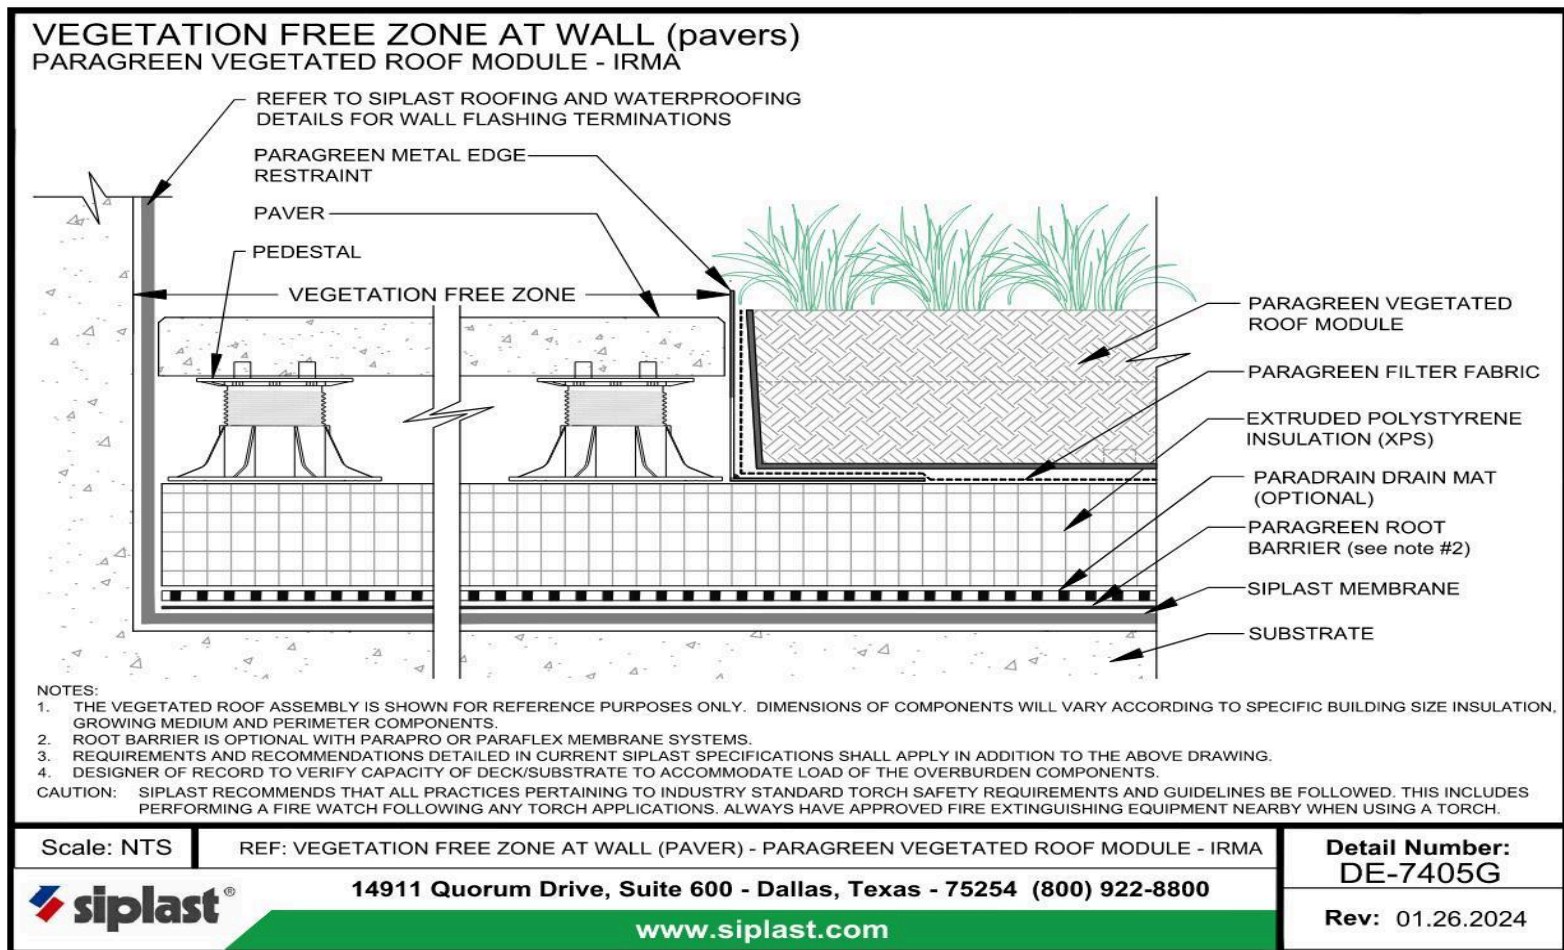 VEGETATION FREE ZONE AT WALL (pavers)
PARAGREEN VEGETATED ROOF MODULE - IRMA
REFER TO SIPLAST ROOFING AND WATERPROOFING
DETAILS FOR WALL FLASHING TERMINATIONS
PARAGREEN METAL EDGE
RESTRAINT
PAVER
PEDESTAL
VEGETATION FREE ZONE
PARAGREEN VEGETATED
ROOF MODULE
PARAGREEN FILTER FABRIC
EXTRUDED POLYSTYRENE
INSULATION (XPS)
PARADRAIN DRAIN MAT
(OPTIONAL)
PARAGREEN ROOT
BARRIER (see note #2)
SIPLAST MEMBRANE
SUBSTRATE
NOTES:
1. THE VEGETATED ROOF ASSEMBLY IS SHOWN FOR REFERENCE PURPOSES ONLY. DIMENSIONS OF COMPONENTS WILL VARY ACCORDING TO SPECIFIC BUILDING SIZE INSULATION,
GROWING MEDIUM AND PERIMETER COMPONENTS.
2. ROOT BARRIER IS OPTIONAL WITH PARAPRO OR PARAFLEX MEMBRANE SYSTEMS.
3. REQUIREMENTS AND RECOMMENDATIONS DETAILED IN CURRENT SIPLAST SPECIFICATIONS SHALL APPLY IN ADDITION TO THE ABOVE DRAWING.
4. DESIGNER OF RECORD TO VERIFY CAPACITY OF DECK/SUBSTRATE TO ACCOMMODATE LOAD OF THE OVERBURDEN COMPONENTS.
CAUTION: SIPLAST RECOMMENDS THAT ALL PRACTICES PERTAINING TO INDUSTRY STANDARD TORCH SAFETY REQUIREMENTS AND GUIDELINES BE FOLLOWED. THIS INCLUDES
PERFORMING A FIRE WATCH FOLLOWING ANY TORCH APPLICATIONS. ALWAYS HAVE APPROVED FIRE EXTINGUISHING EQUIPMENT NEARBY WHEN USING A TORCH.
Scale: NTS
REF: VEGETATION FREE ZONE AT WALL (PAVER) - PARAGREEN VEGETATED ROOF MODULE - IRMA
Detail Number:
DE-7405G
siplast®
14911 Quorum Drive, Suite 600 - Dallas, Texas - 75254 (800) 922-8800
www.siplast.com
Rev: 01.26.2024